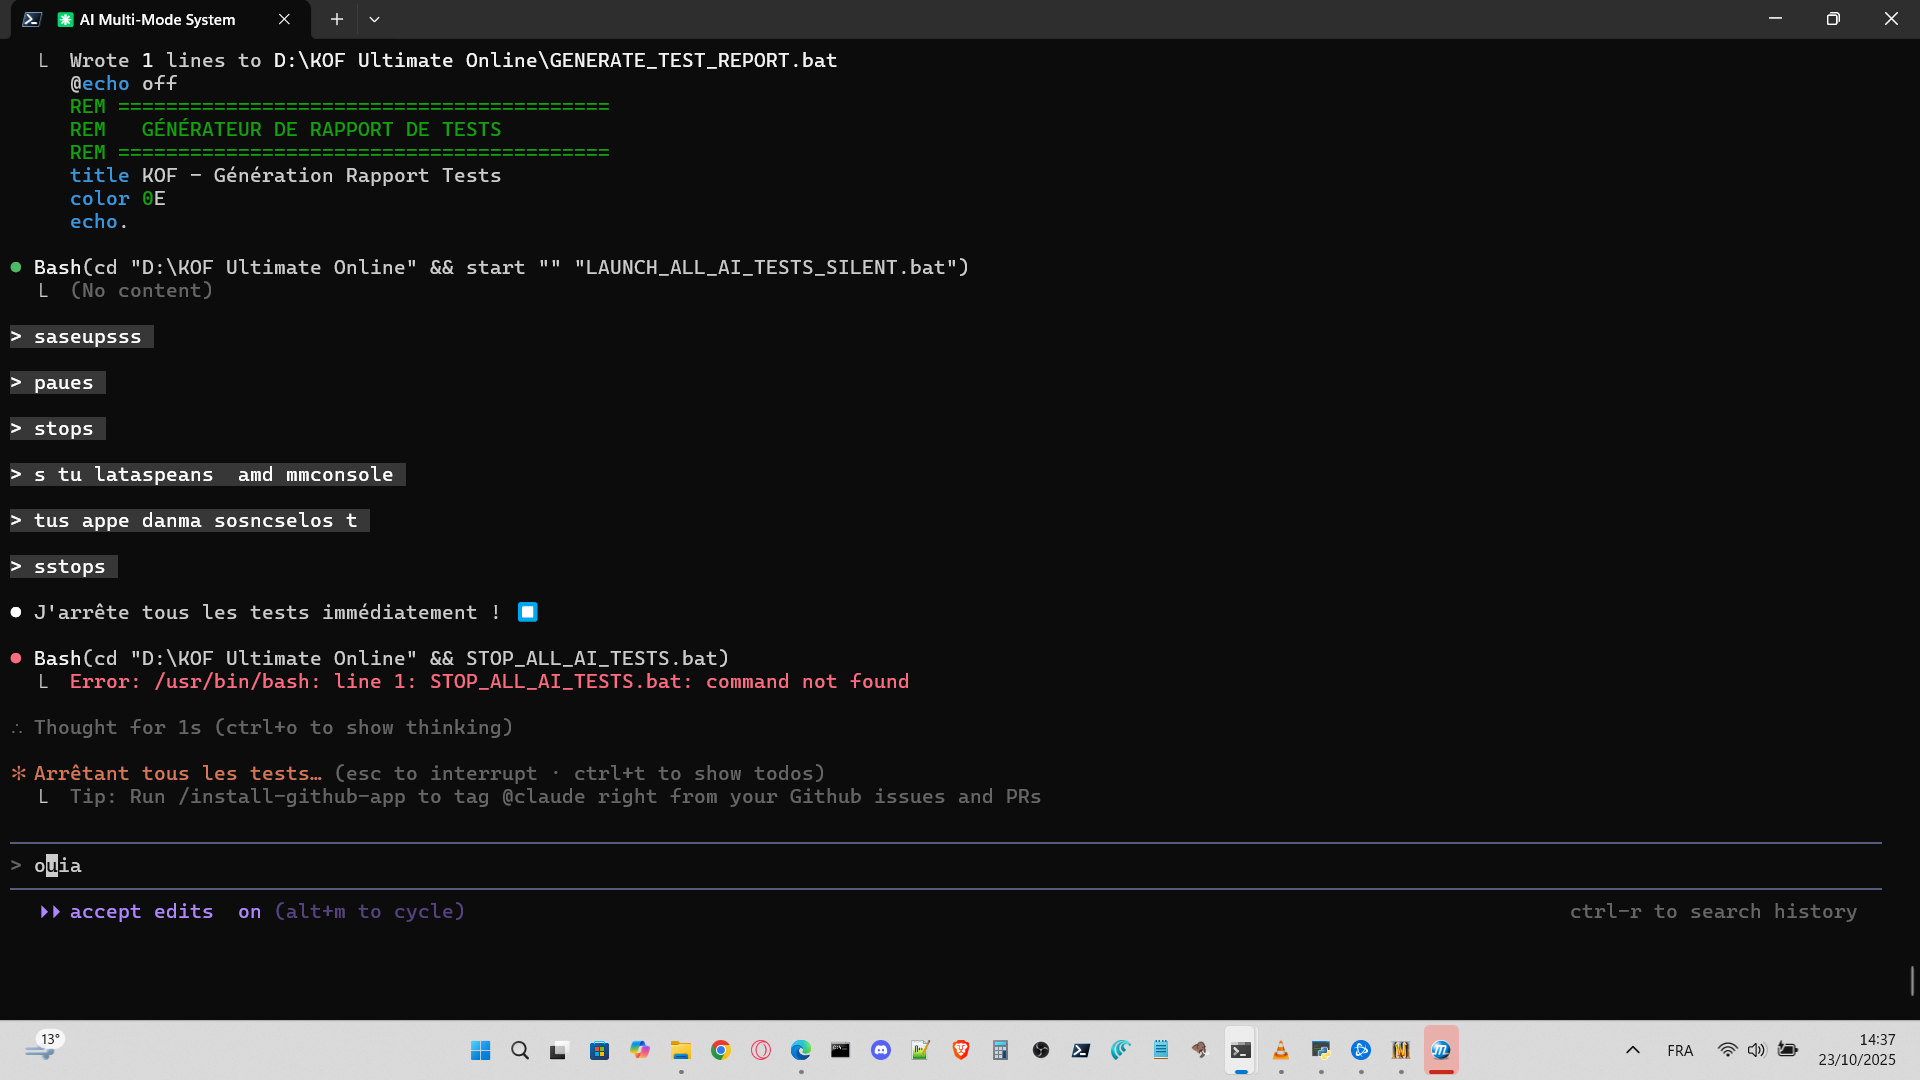 AI Multi-Mode System
└ Wrote 1 lines to D:\KOF Ultimate Online\GENERATE_TEST_REPORT.bat
@echo off
REM =========================================
REM   GÉNÉRATEUR DE RAPPORT DE TESTS
REM =========================================
title KOF - Génération Rapport Tests
color 0E
echo.
● Bash(cd "D:\KOF Ultimate Online" && start "" "LAUNCH_ALL_AI_TESTS_SILENT.bat")
└ (No content)
> saseupsss
> paues
> stops
> s tu lataspeans  amd mmconsole
> tus appe danma sosncselos t
> sstops
● J'arrête tous les tests immédiatement ! ⏹
● Bash(cd "D:\KOF Ultimate Online" && STOP_ALL_AI_TESTS.bat)
└ Error: /usr/bin/bash: line 1: STOP_ALL_AI_TESTS.bat: command not found
∴ Thought for 1s (ctrl+o to show thinking)
✻ Arrêtant tous les tests… (esc to interrupt · ctrl+t to show todos)
└ Tip: Run /install-github-app to tag @claude right from your Github issues and PRs
> ouia
⏵⏵ accept edits  on (alt+m to cycle)
ctrl-r to search history
13°
FRA
14:37
23/10/2025